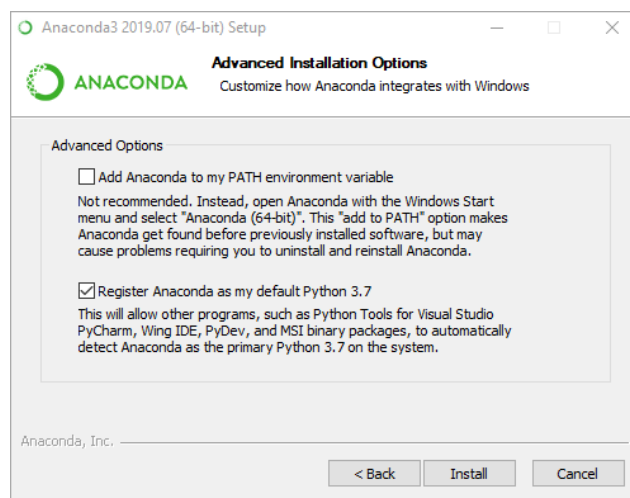 Anaconda3 2019.07 (64-bit) Setup
ANACONDA
Advanced Installation Options
Customize how Anaconda integrates with Windows
Advanced Options
Add Anaconda to my PATH environment variable
Not recommended. Instead, open Anaconda with the Windows Start
menu and select "Anaconda (64-bit)". This "add to PATH" option makes
Anaconda get found before previously installed software, but may
cause problems requiring you to uninstall and reinstall Anaconda.
Register Anaconda as my default Python 3.7
This will allow other programs, such as Python Tools for Visual Studio
PyCharm, Wing IDE, PyDev, and MSI binary packages, to automatically
detect Anaconda as the primary Python 3.7 on the system.
Anaconda, Inc.
< Back Install Cancel